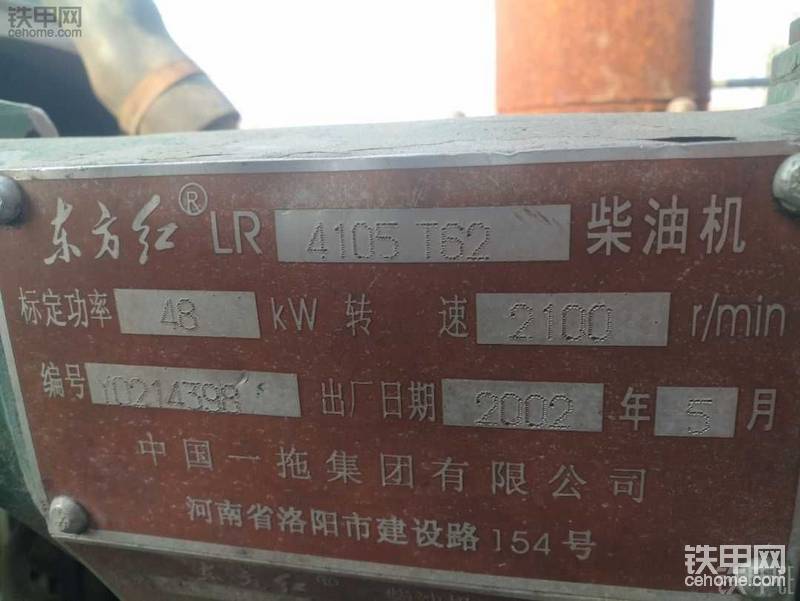 铁甲网
cehome.com
东方红® LR 4105 T62 柴油机
标定功率 48 kW 转速 2100 r/min
编号 Y0214398 出厂日期 2002 年 5 月
中国一拖集团有限公司
河南省洛阳市建设路154号
铁甲网
cehome.com